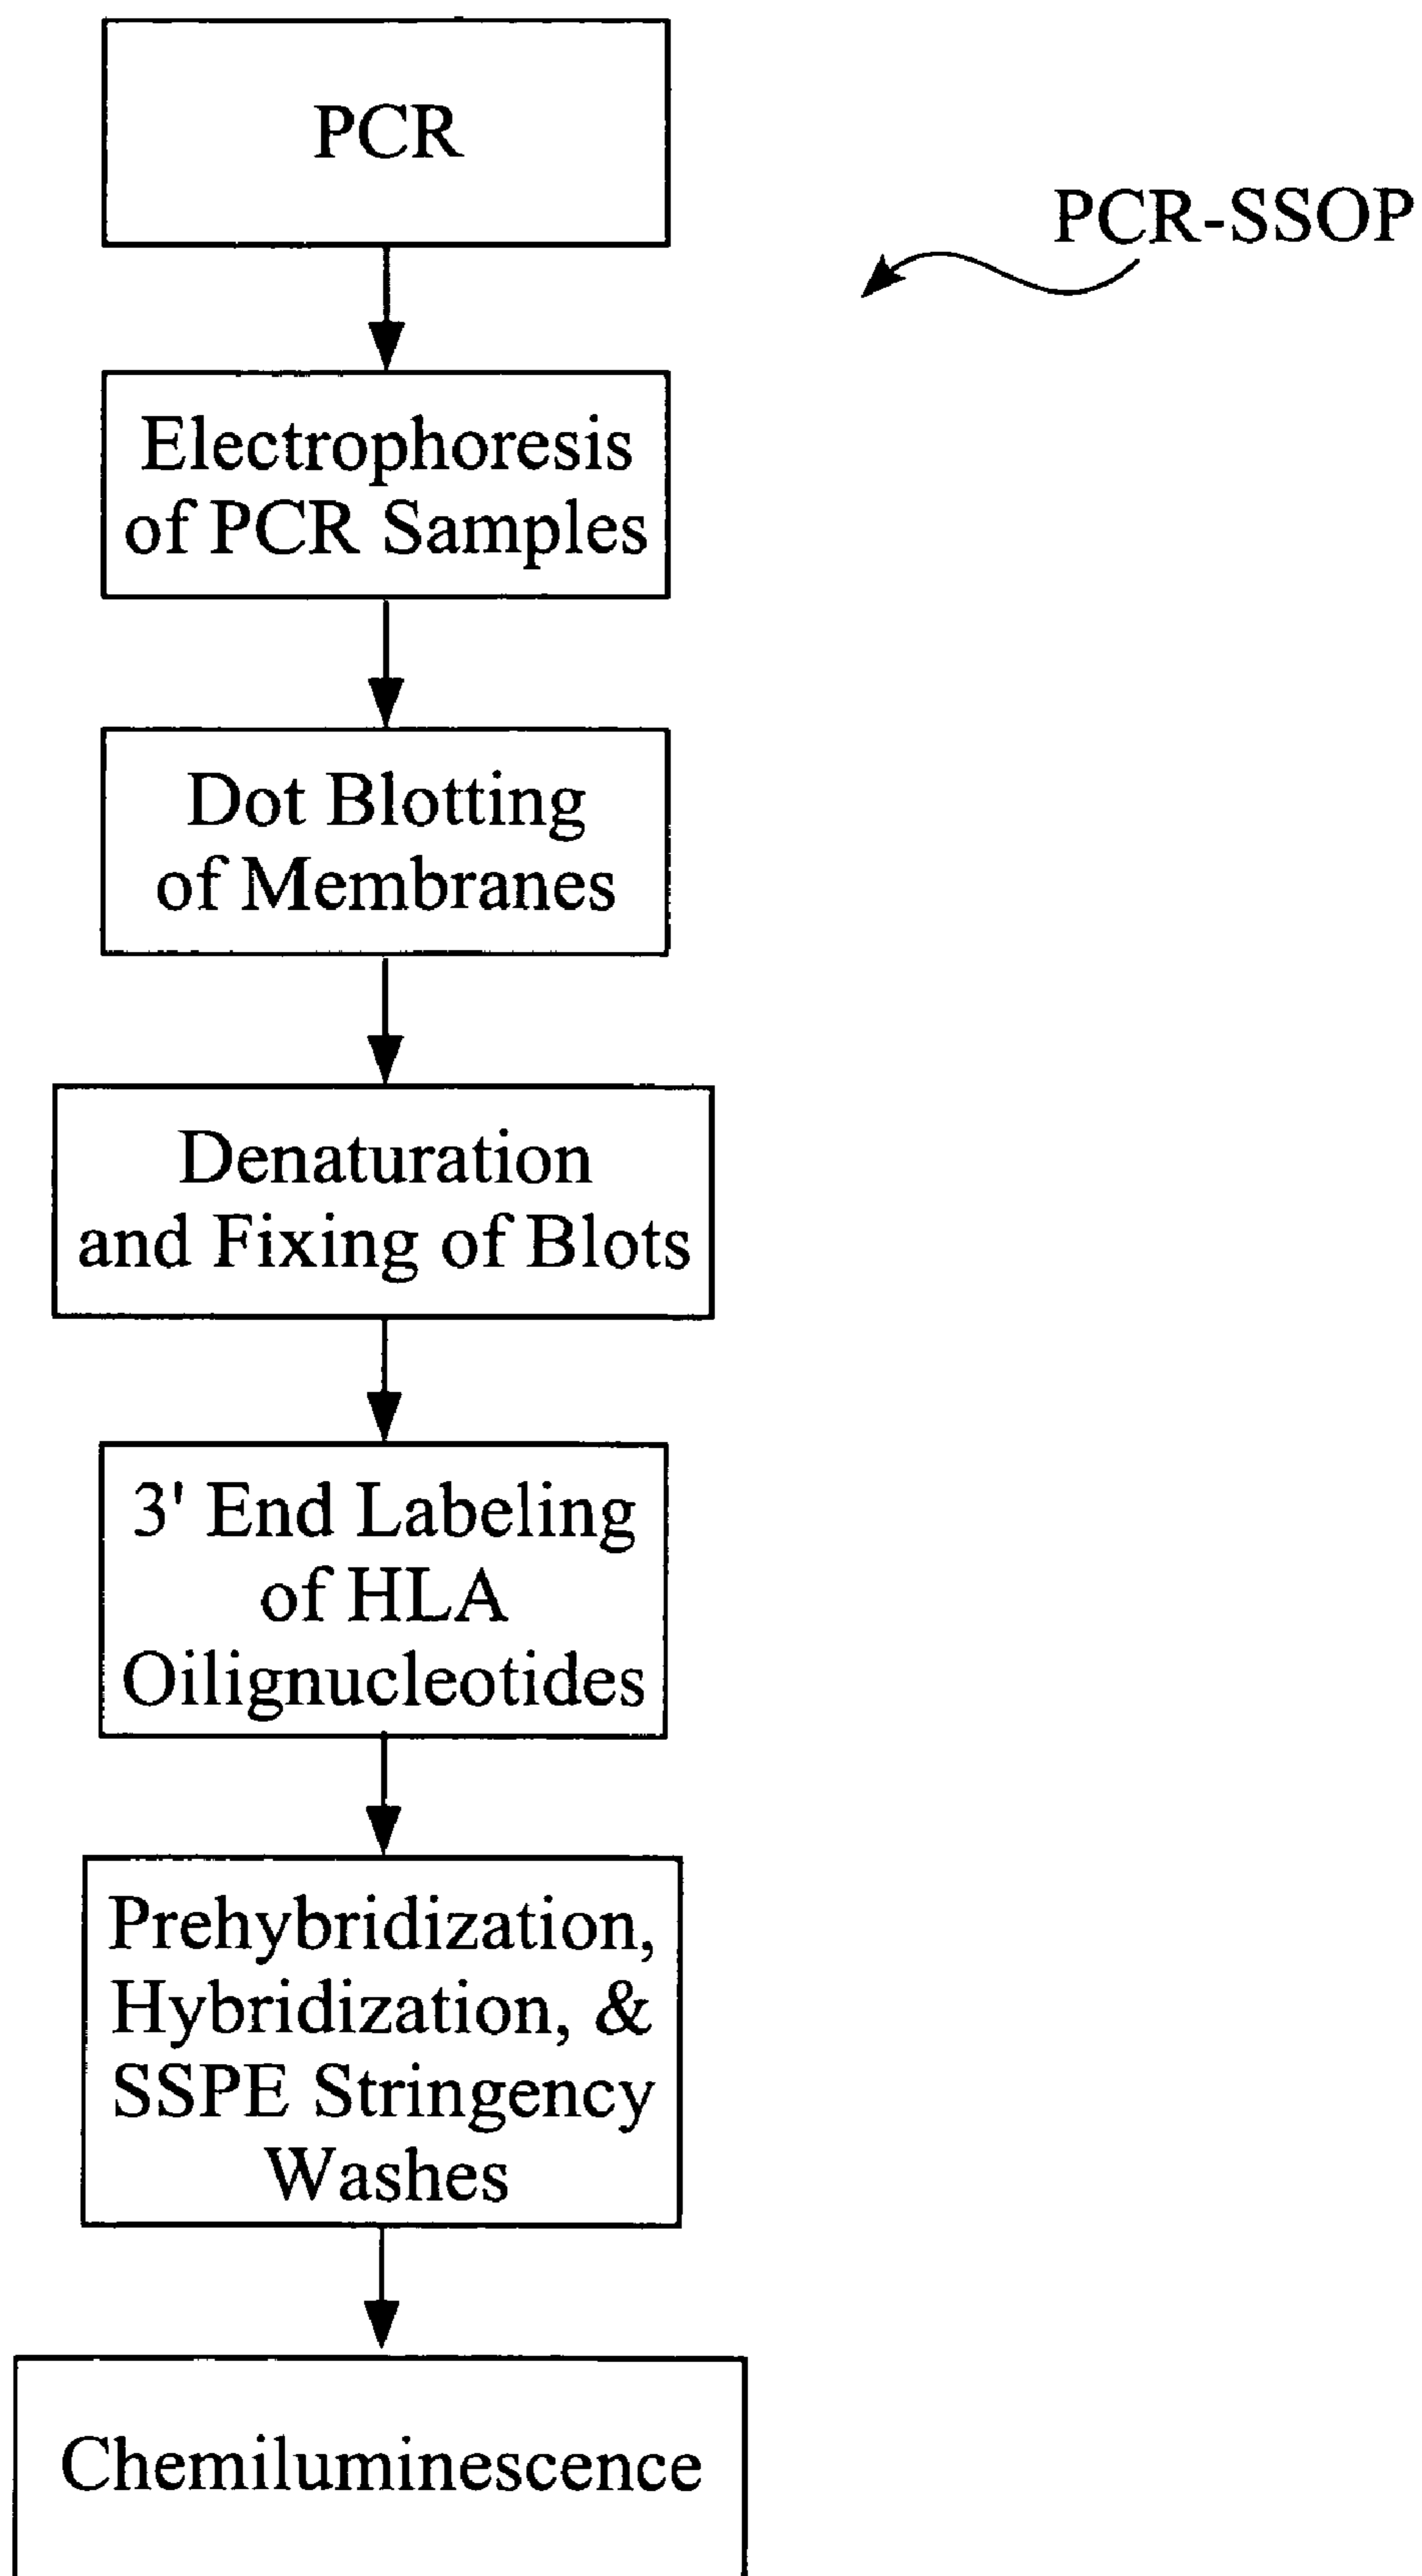 PCR
PCR-SSOP
Electrophoresis
of PCR Samples
Dot Blotting
of Membranes
Denaturation
and Fixing of Blots
3' End Labeling
of HLA
Oilignucleotides
Prehybridization,
Hybridization, &
SSPE Stringency
Washes
Chemiluminescence